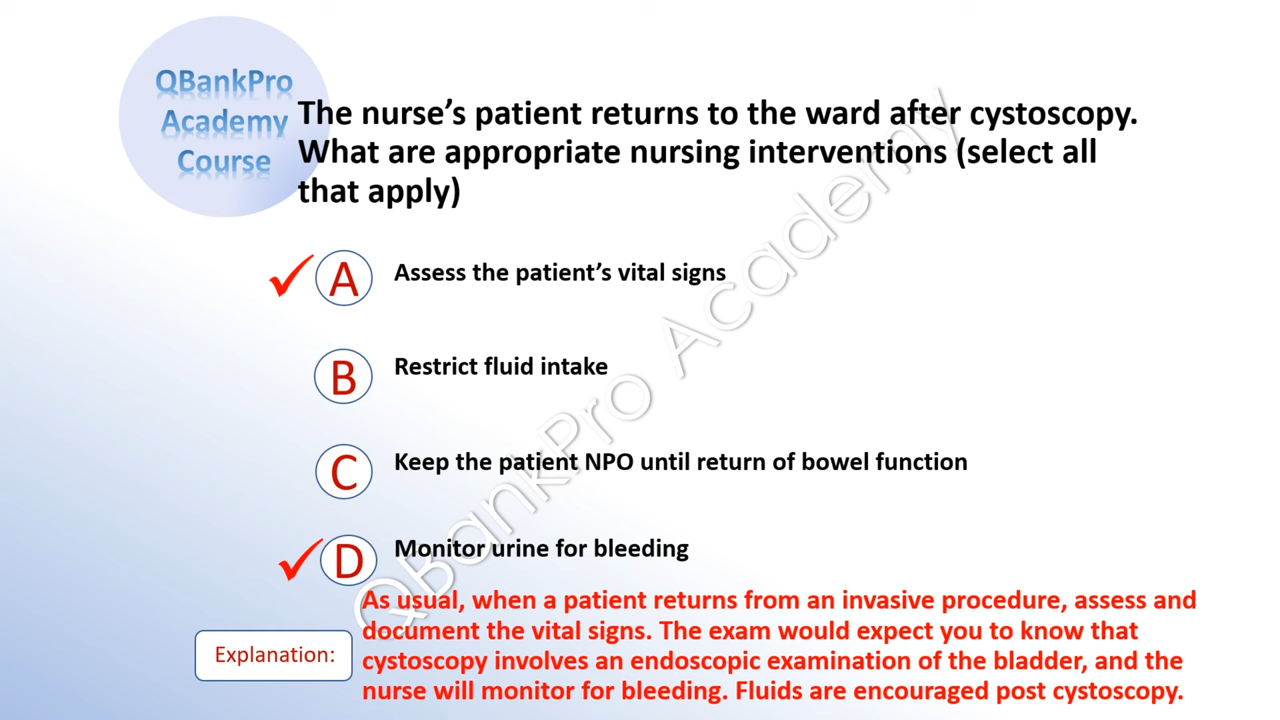 QBankPro
Academy
Course
The nurse’s patient returns to the ward after cystoscopy.
What are appropriate nursing interventions (select all
that apply)
A
Assess the patient’s vital signs
B
Restrict fluid intake
C
Keep the patient NPO until return of bowel function
D
Monitor urine for bleeding
QBankPro Academy
Explanation:
As usual, when a patient returns from an invasive procedure, assess and
document the vital signs. The exam would expect you to know that
cystoscopy involves an endoscopic examination of the bladder, and the
nurse will monitor for bleeding. Fluids are encouraged post cystoscopy.